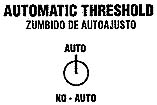 AUTOMATIC THRESHOLD
ZUMBIDO DE AUTOAJUSTO
AUTO
NO - AUTO